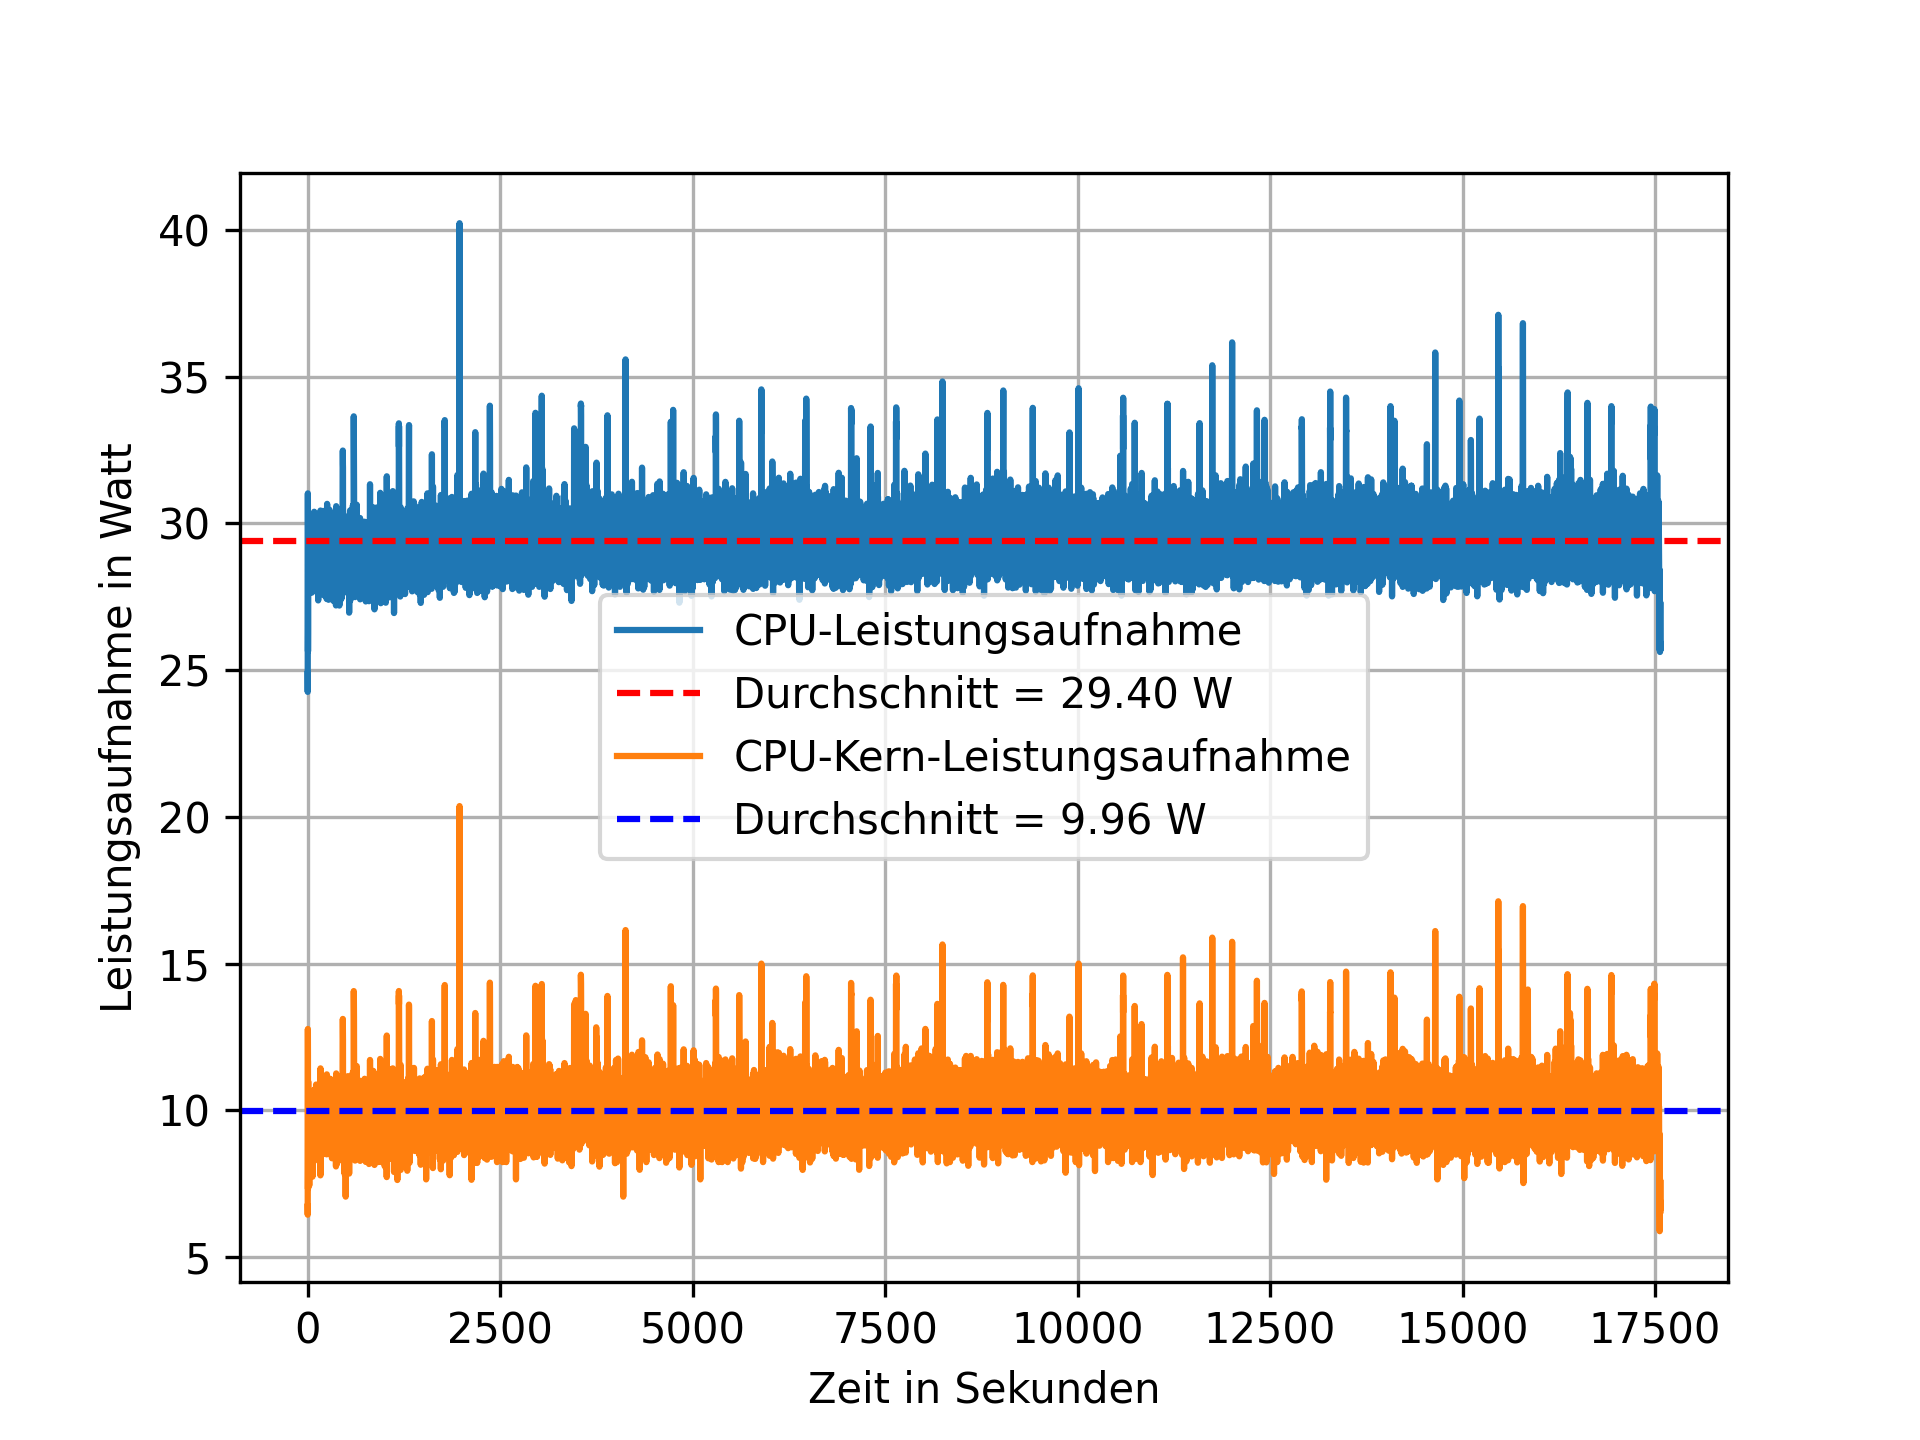 40
35
30
25
20
15
10
5
Leistungsaufnahme in Watt
CPU-Leistungsaufnahme
Durchschnitt = 29.40 W
CPU-Kern-Leistungsaufnahme
Durchschnitt = 9.96 W
0 2500 5000 7500 10000 12500 15000 17500
Zeit in Sekunden